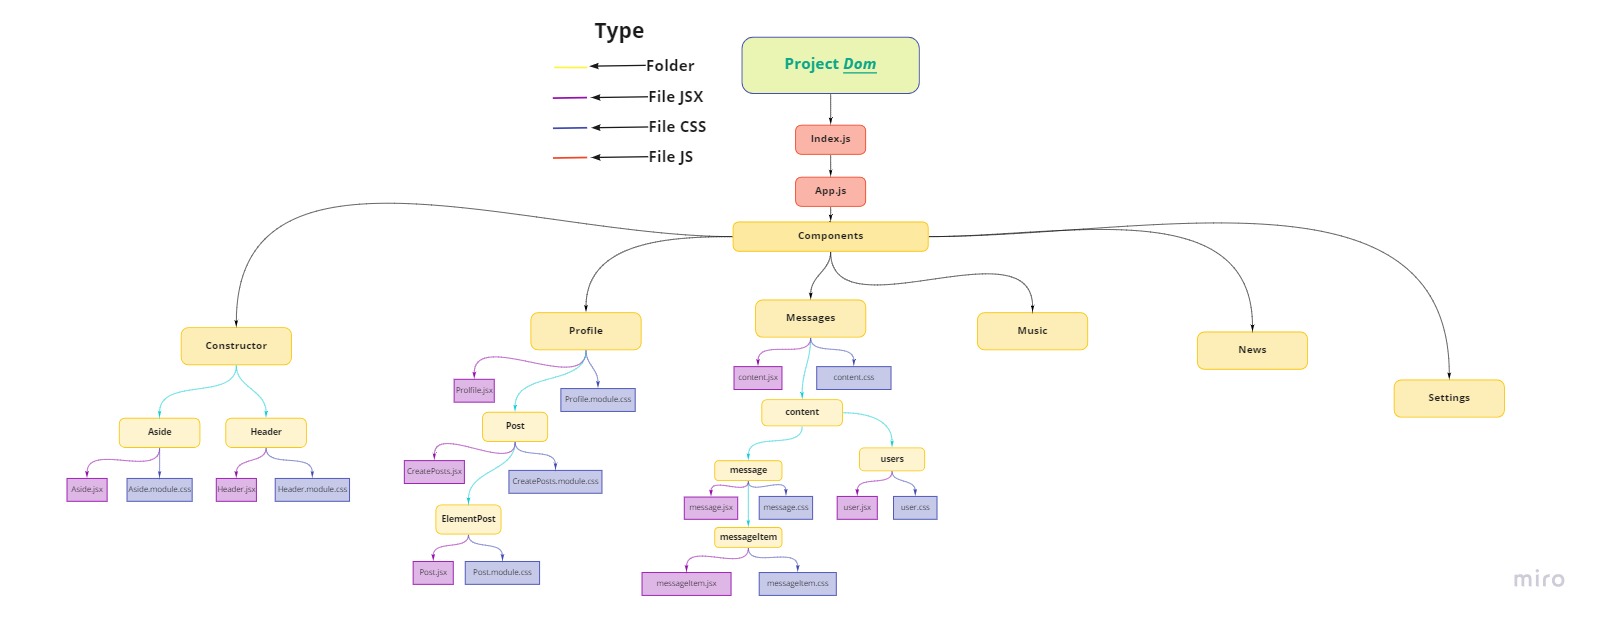 Type
Folder
File JSX
File CSS
File JS
Project Dom
Index.js
App.js
Components
Constructor
Profile
Messages
Music
News
Settings
Prolfile.jsx
Profile.module.css
content.jsx
content.css
Aside
Header
Post
content
Aside.jsx
Aside.module.css
Header.jsx
Header.module.css
CreatePosts.jsx
CreatePosts.module.css
message
users
message.jsx
message.css
user.jsx
user.css
ElementPost
messageItem
Post.jsx
Post.module.css
messageItem.jsx
messageItem.css
miro